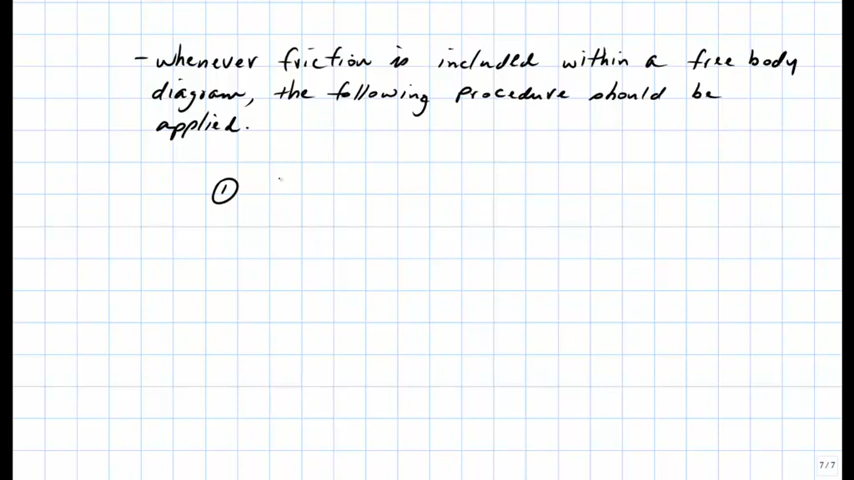 - whenever friction is included within a free body
diagram, the following procedure should be
applied.
①
7/7